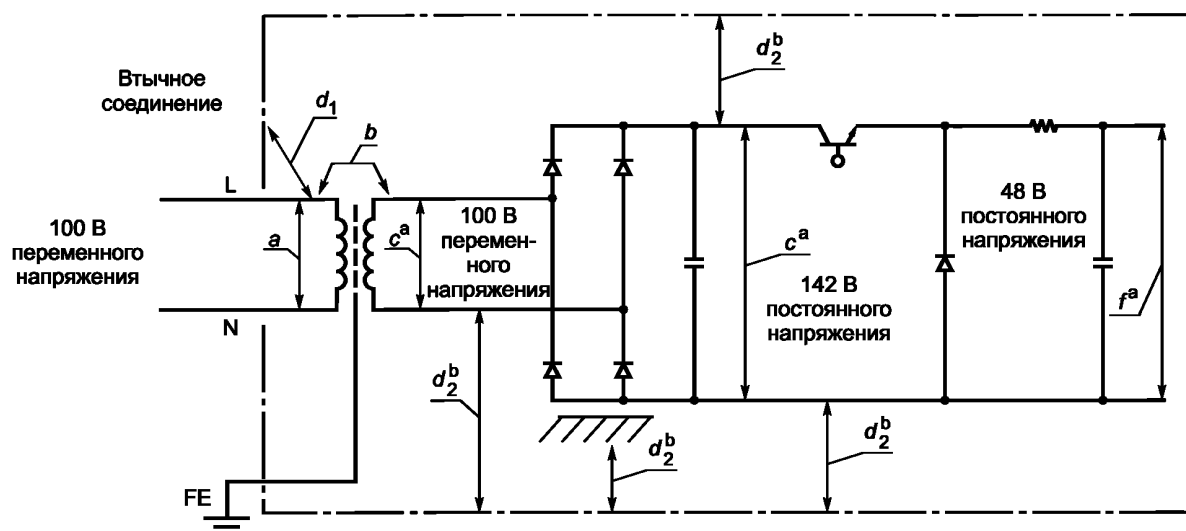 Втычное
соединение
d₁
b
d₂ᵇ
L
100 В
переменного
напряжения
a
cᵃ
100 В
перемен-
ного
напряжения
cᵃ
142 В
постоянного
напряжения
48 В
постоянного
напряжения
fᵃ
N
d₂ᵇ
d₂ᵇ
d₂ᵇ
FE